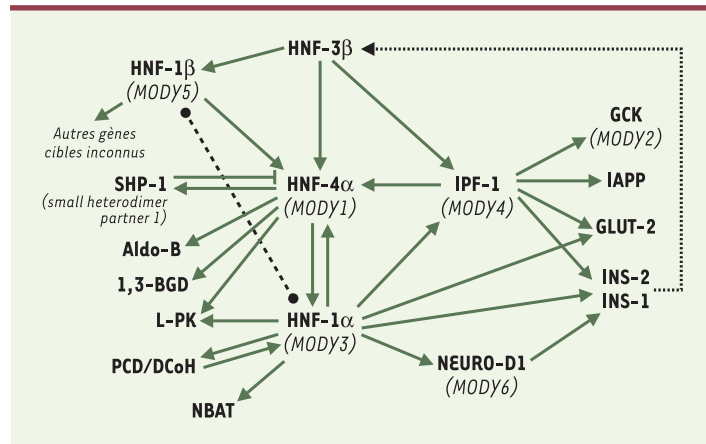 HNF-3β
HNF-1β
(MODY5)
Autres gènes
cibles inconnus
GCK
(MODY2)
SHP-1
(small heterodimer
partner 1)
HNF-4α
(MODY1)
IPF-1
(MODY4)
IAPP
GLUT-2
Aldo-B
1,3-BGD
INS-2
INS-1
L-PK
HNF-1α
(MODY3)
PCD/DCoH
NEURO-D1
(MODY6)
NBAT